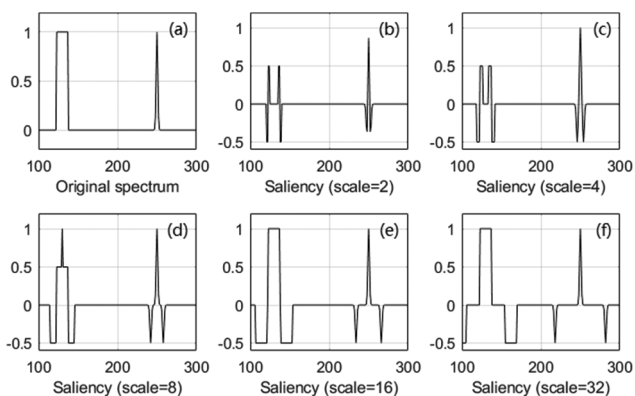 (a)
1
0.5
0
100 200 300
Original spectrum
(b)
1
0.5
0
-0.5
100 200 300
Saliency (scale=2)
(c)
1
0.5
0
-0.5
100 200 300
Saliency (scale=4)
(d)
1
0.5
0
-0.5
100 200 300
Saliency (scale=8)
(e)
1
0.5
0
-0.5
100 200 300
Saliency (scale=16)
(f)
1
0.5
0
-0.5
100 200 300
Saliency (scale=32)